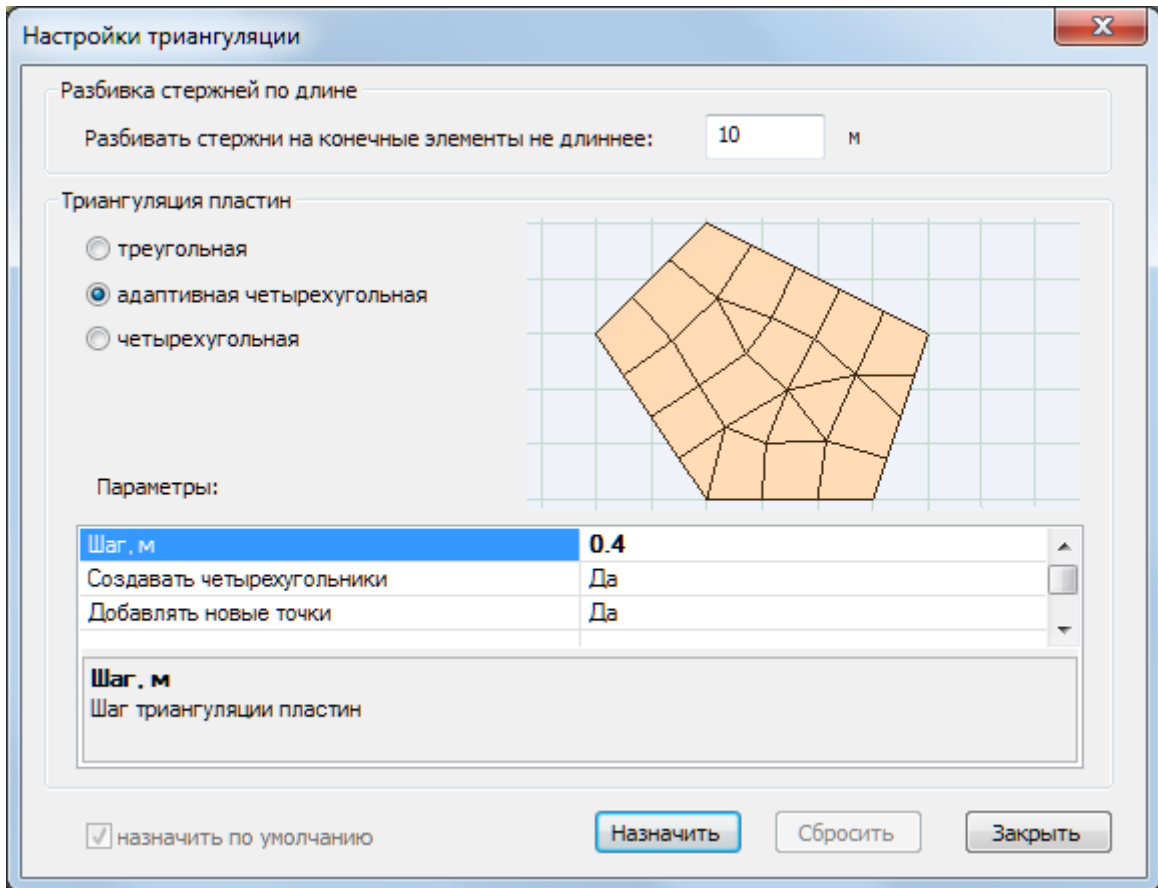 Настройки триангуляции
Разбивка стержней по длине
Разбивать стержни на конечные элементы не длиннее: 10 м
Триангуляция пластин
треугольная
адаптивная четырехугольная
четырехугольная
Параметры:
Шаг, м 0.4
Создавать четырехугольники Да
Добавлять новые точки Да
Шаг, м
Шаг триангуляции пластин
назначить по умолчанию Назначить Сбросить Закрыть